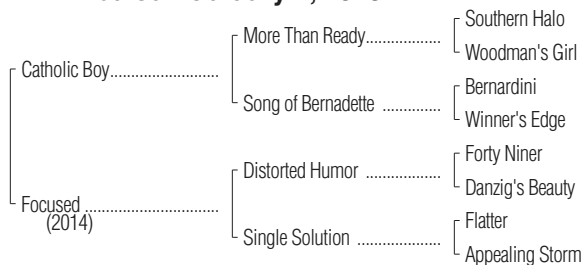 Southern Halo
More Than Ready
Woodman's Girl
Catholic Boy
Bernardini
Song of Bernadette
Winner's Edge
Forty Niner
Distorted Humor
Danzig's Beauty
Focused
(2014)
Flatter
Single Solution
Appealing Storm